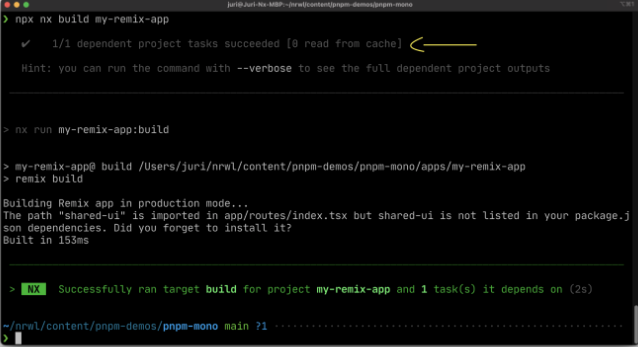 juri@Juri-Nx-MBP:~/nrwl/content/pnpm-demos/pnpm-mono
❯ npx nx build my-remix-app
✔ 1/1 dependent project tasks succeeded [0 read from cache]
Hint: you can run the command with --verbose to see the full dependent project outputs
> nx run my-remix-app:build
> my-remix-app@ build /Users/juri/nrwl/content/pnpm-demos/pnpm-mono/apps/my-remix-app
> remix build
Building Remix app in production mode...
The path "shared-ui" is imported in app/routes/index.tsx but shared-ui is not listed in your package.j
son dependencies. Did you forget to install it?
Built in 153ms
> NX Successfully ran target build for project my-remix-app and 1 task(s) it depends on (2s)
~/nrwl/content/pnpm-demos/pnpm-mono main ?1
❯